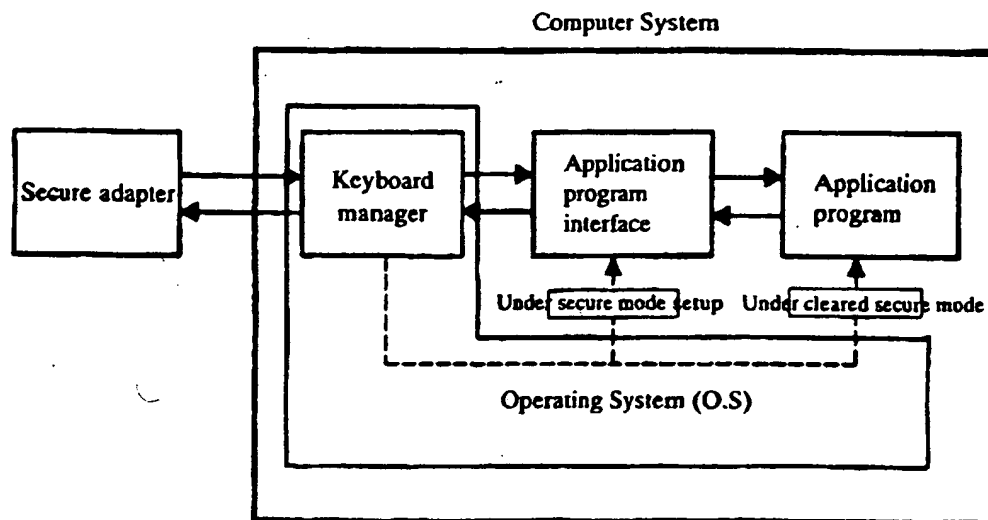 Computer System
Secure adapter
Keyboard
manager
Application
program
interface
Application
program
Under secure mode setup
Under cleared secure mode
Operating System (O.S)